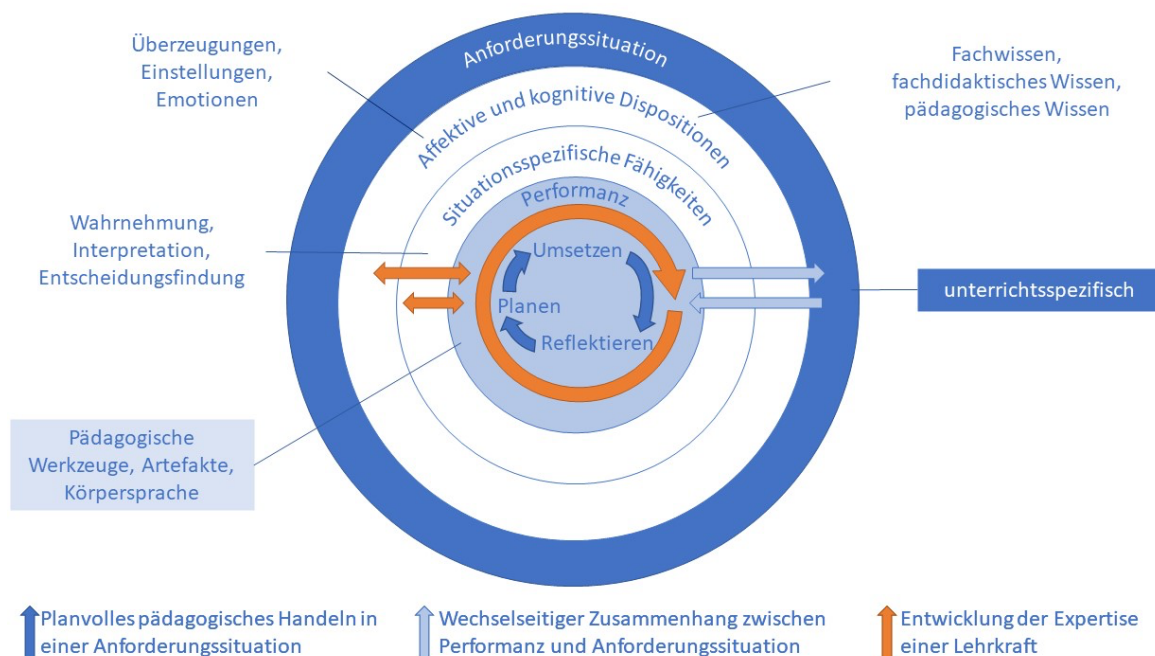 Überzeugungen,
Einstellungen,
Emotionen
Anforderungssituation
Fachwissen,
fachdidaktisches Wissen,
pädagogisches Wissen
Affektive und kognitive Dispositionen
Situationsspezifische Fähigkeiten
Performanz
Wahrnehmung,
Interpretation,
Entscheidungsfindung
Umsetzen
Planen
Reflektieren
unterrichtsspezifisch
Pädagogische
Werkzeuge, Artefakte,
Körpersprache
Planvolles pädagogisches Handeln in
einer Anforderungssituation
Wechselseitiger Zusammenhang zwischen
Performanz und Anforderungssituation
Entwicklung der Expertise
einer Lehrkraft